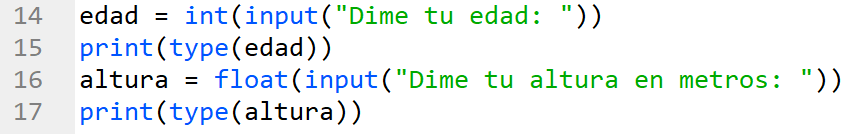 14 edad = int(input("Dime tu edad: "))
15 print(type(edad))
16 altura = float(input("Dime tu altura en metros: "))
17 print(type(altura))